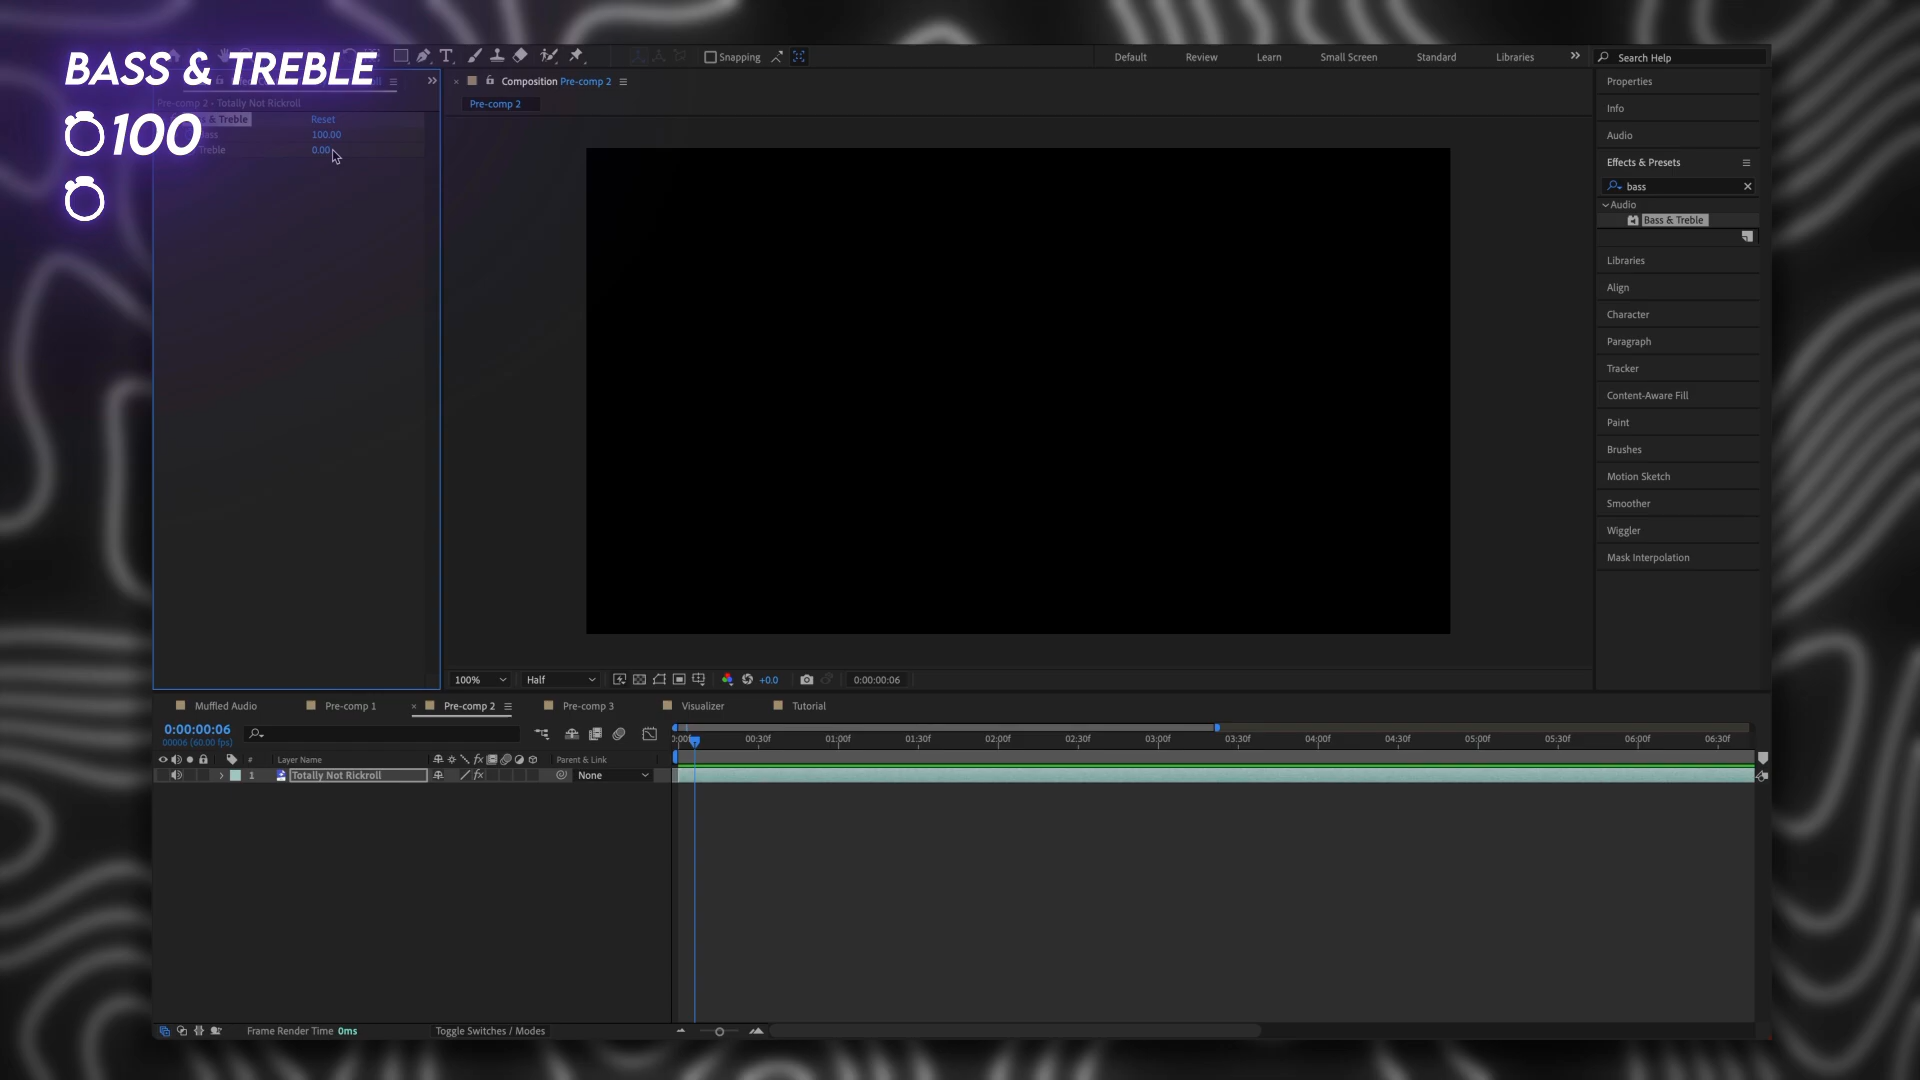 BASS & TREBLE
100
Snapping
Default
Review
Learn
Small Screen
Standard
Libraries
Search Help
Composition Pre-comp 2
Pre-comp 2
Pre-comp 2 • Totally Not Rickroll
& Treble
Reset
100.00
Treble
0.00
Properties
Info
Audio
Effects & Presets
bass
Audio
Bass & Treble
Libraries
Align
Character
Paragraph
Tracker
Content-Aware Fill
Paint
Brushes
Motion Sketch
Smoother
Wiggler
Mask Interpolation
100%
Half
+0.0
0:00:00:06
Muffled Audio
Pre-comp 1
Pre-comp 2
Pre-comp 3
Visualizer
Tutorial
0:00:00:06
00006 (60.00 fps)
00:30f
01:00f
01:30f
02:00f
02:30f
03:00f
03:30f
04:00f
04:30f
05:00f
05:30f
06:00f
06:30f
#
Layer Name
Parent & Link
1
Totally Not Rickroll
None
Frame Render Time 0ms
Toggle Switches / Modes